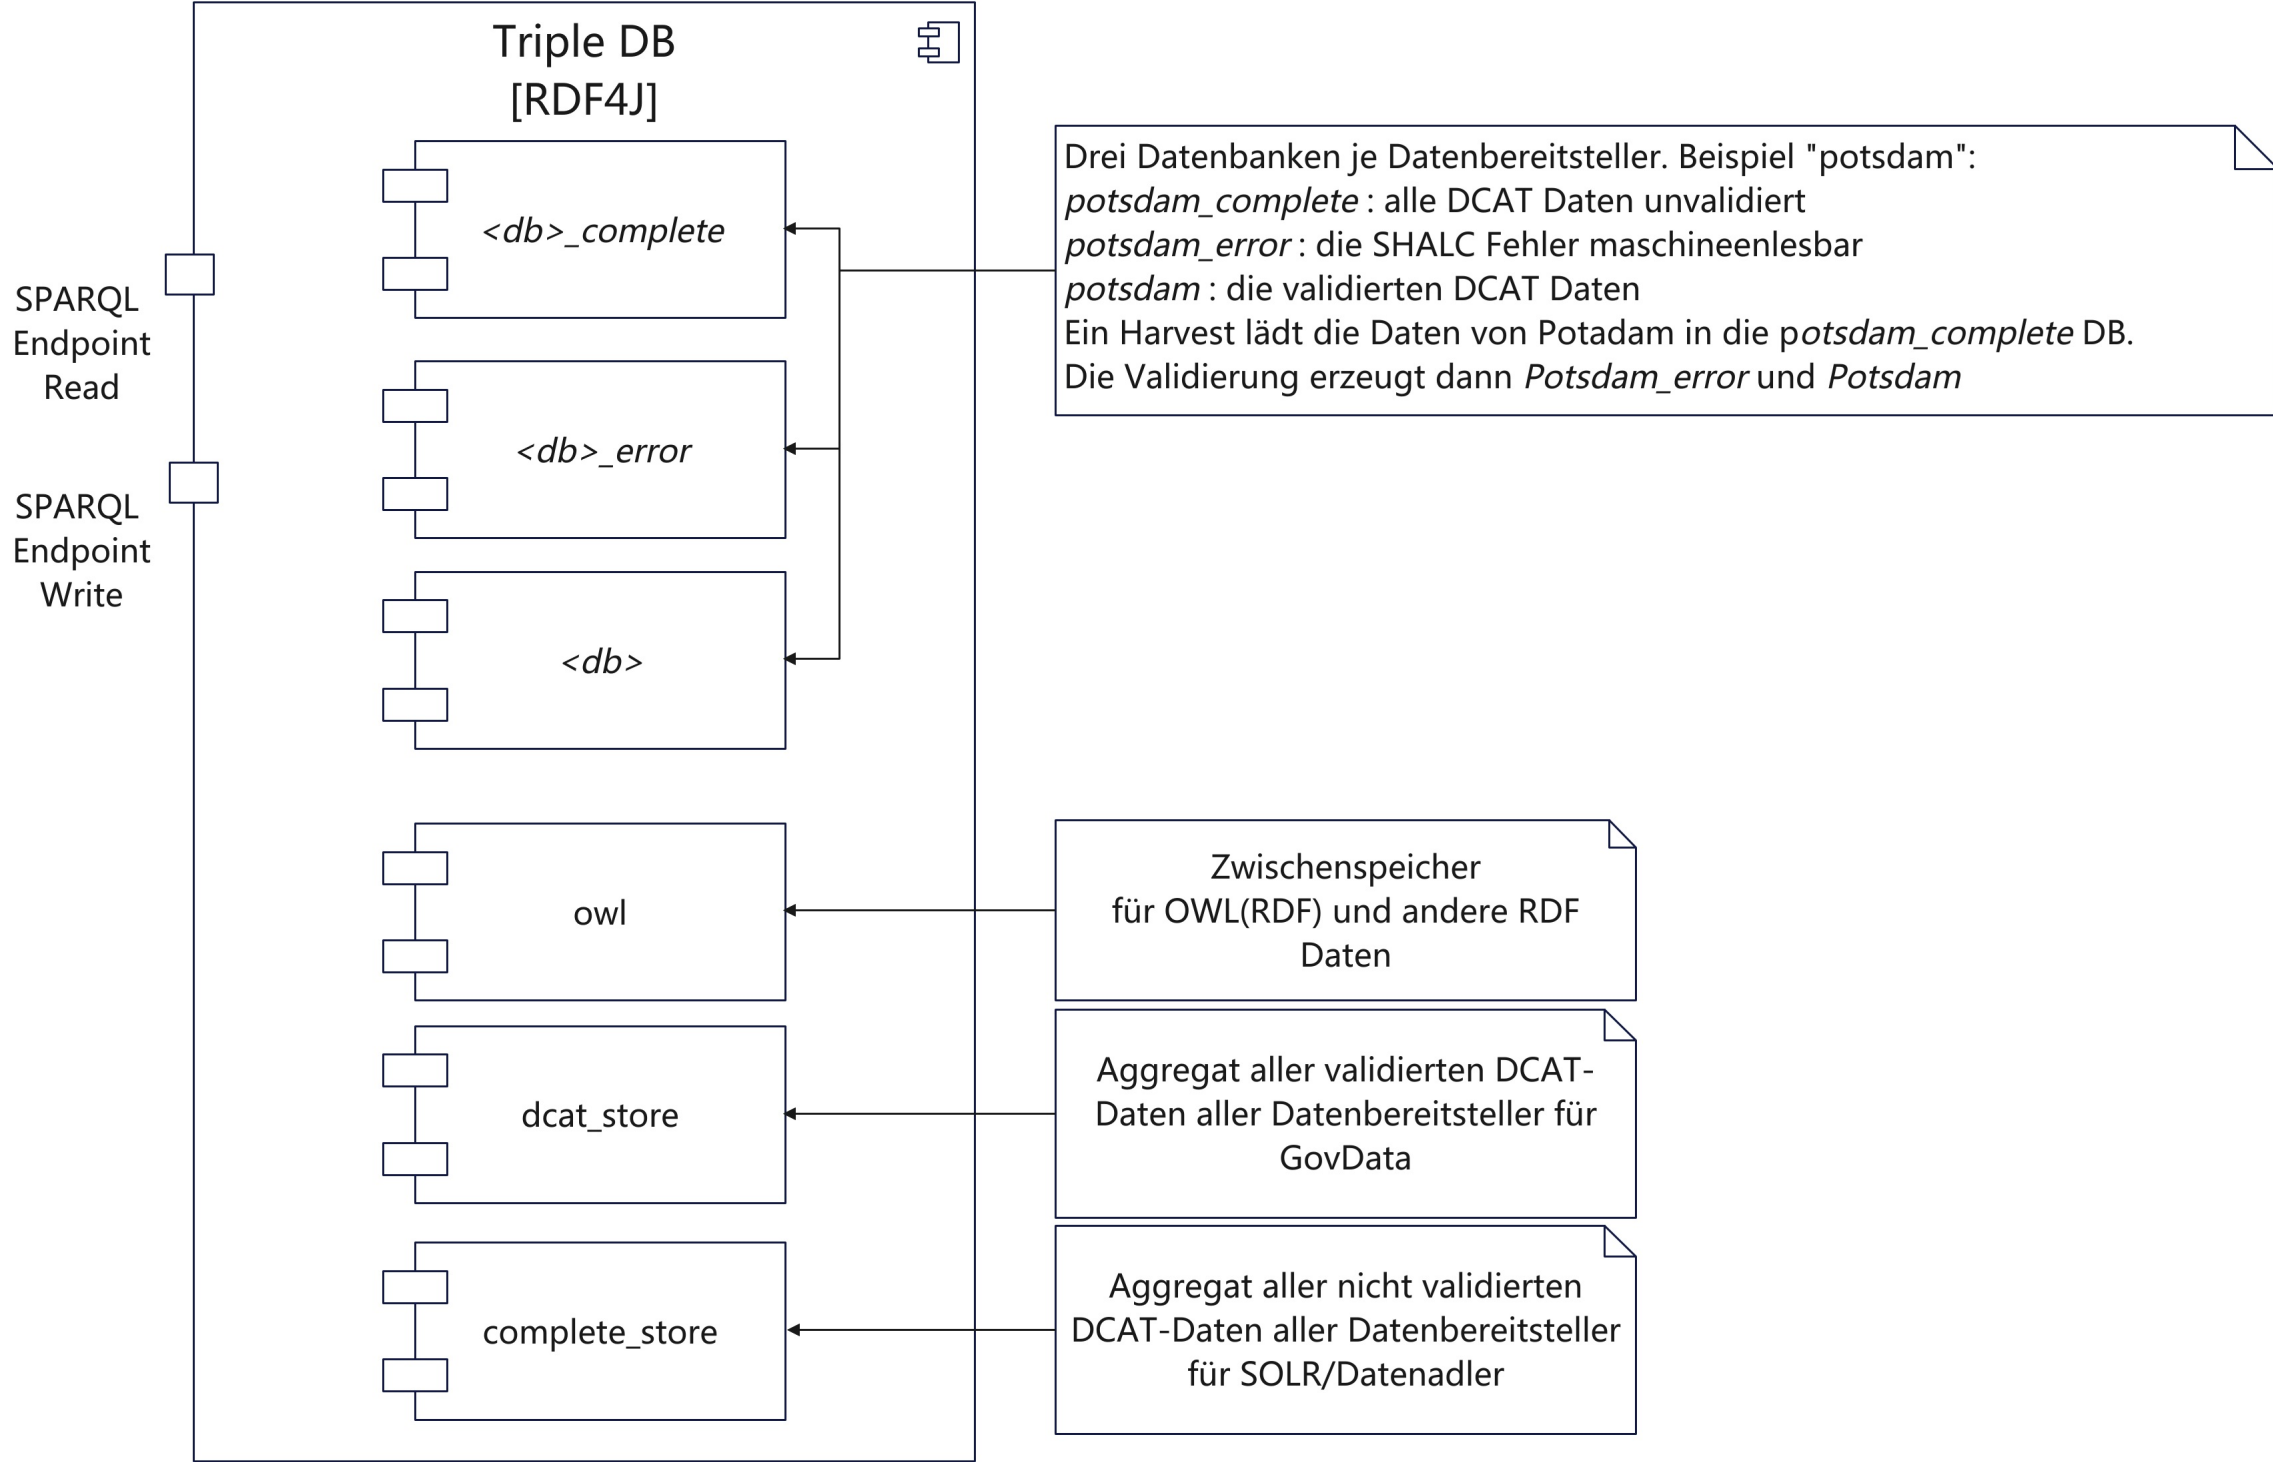 Triple DB
[RDF4J]
<db>_complete
<db>_error
<db>
owl
dcat_store
complete_store
SPARQL
Endpoint
Read
SPARQL
Endpoint
Write
Drei Datenbanken je Datenbereitsteller. Beispiel "potsdam":
potsdam_complete : alle DCAT Daten unvalidiert
potsdam_error : die SHALC Fehler maschineenlesbar
potsdam : die validierten DCAT Daten
Ein Harvest lädt die Daten von Potadam in die potsdam_complete DB.
Die Validierung erzeugt dann Potsdam_error und Potsdam
Zwischenspeicher
für OWL(RDF) und andere RDF
Daten
Aggregat aller validierten DCAT-
Daten aller Datenbereitsteller für
GovData
Aggregat aller nicht validierten
DCAT-Daten aller Datenbereitsteller
für SOLR/Datenadler